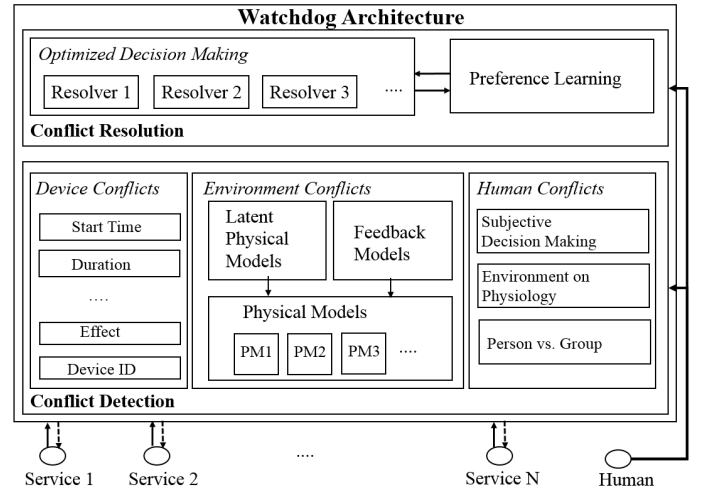 Watchdog Architecture
Optimized Decision Making
Resolver 1
Resolver 2
Resolver 3
....
Preference Learning
Conflict Resolution
Device Conflicts
Start Time
Duration
....
Effect
Device ID
Environment Conflicts
Latent
Physical
Models
Feedback
Models
Physical Models
PM1
PM2
PM3
....
Human Conflicts
Subjective
Decision Making
Environment on
Physiology
Person vs. Group
Conflict Detection
Service 1
Service 2
....
Service N
Human